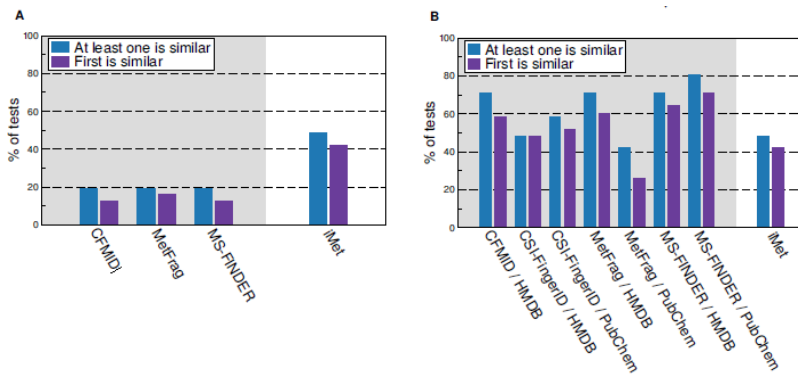 A
At least one is similar
First is similar
% of tests
100
80
60
40
20
0
CFMID
MetFrag
MS-FINDER
iMet
B
At least one is similar
First is similar
% of tests
100
80
60
40
20
0
CFMID / HMDB
CSI-FingerID / HMDB
CSI-FingerID / PubChem
MetFrag / HMDB
MetFrag / PubChem
MS-FINDER / HMDB
MS-FINDER / PubChem
iMet